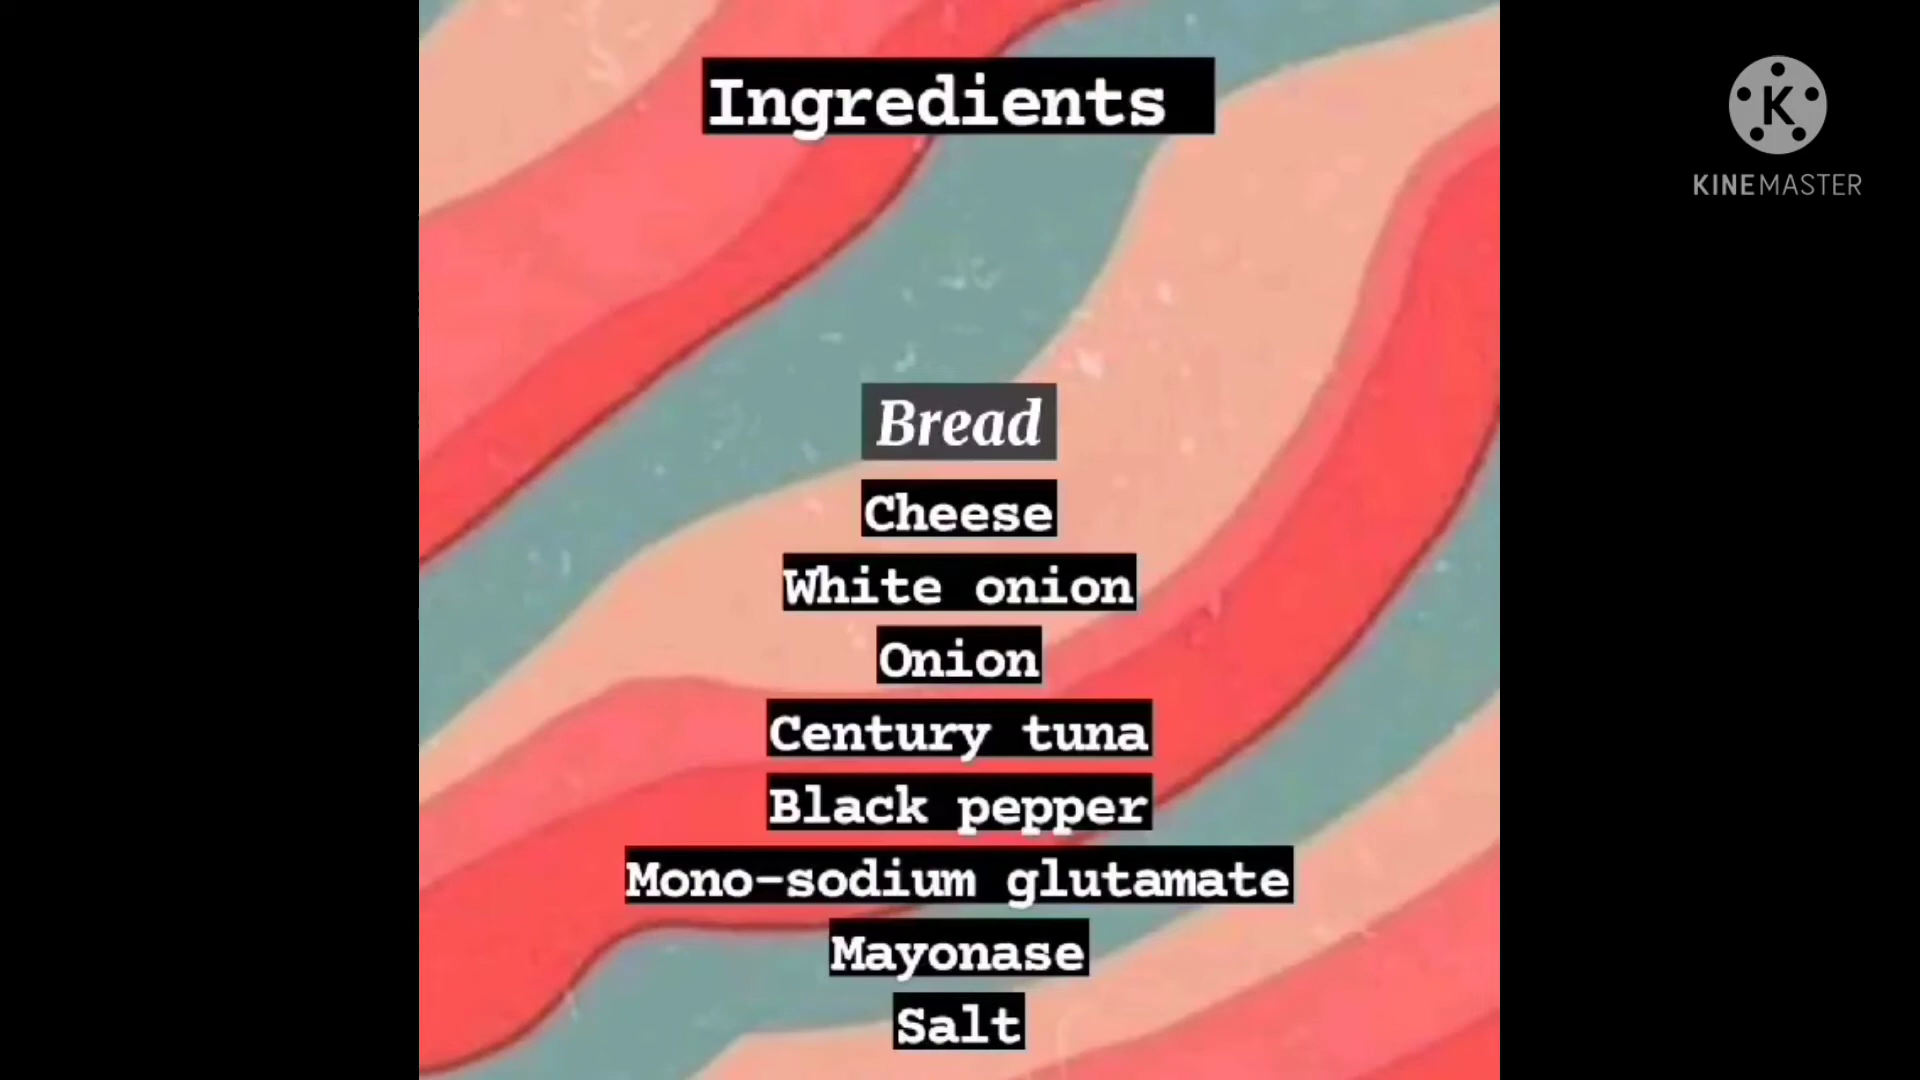 Ingredients
KINEMASTER
Bread
Cheese
White onion
Onion
Century tuna
Black pepper
Mono-sodium glutamate
Mayonase
Salt